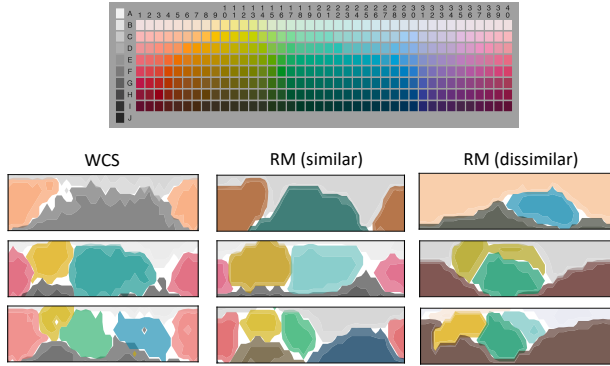 A 1 2 3 4 5 6 7 8 9 10 11 12 13 14 15 16 17 18 19 20 21 22 23 24 25 26 27 28 29 30 31 32 33 34 35 36 37 38 39 40
B
C
D
E
F
G
H
I
J
WCS RM (similar) RM (dissimilar)